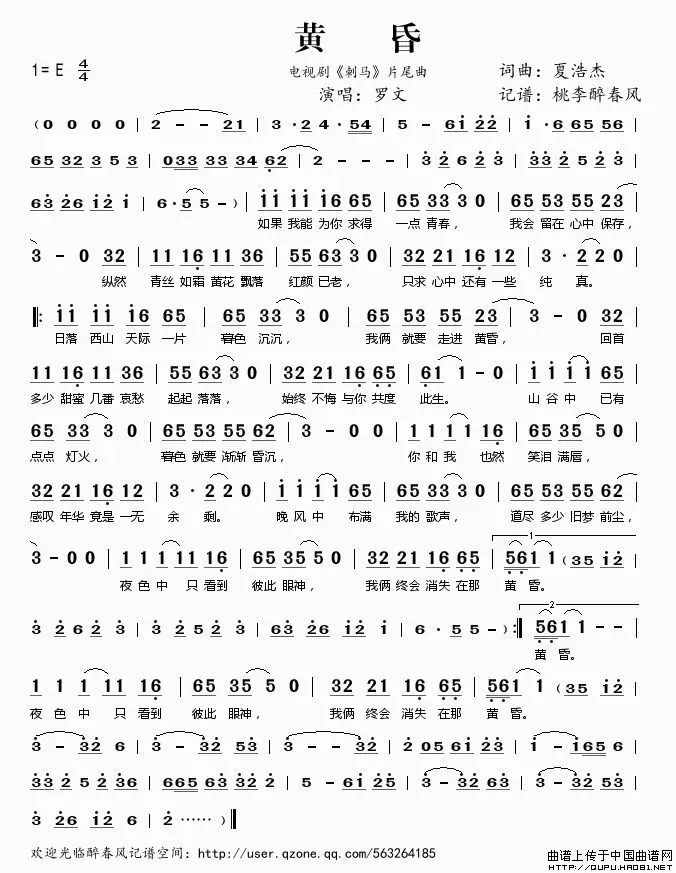 黄昏
1= E 4/4
电视剧《刺马》片尾曲
词曲：夏浩杰
演唱：罗文
记谱：桃李醉春风
( 0 0 0 0 | 2 - - 21 | 3 · 2 4 · 54 | 5 - 6i 22 | i · 6 65 56 |
65 32 3 5 3 | 033 33 34 62 | 2 - - - | 3 2 62 3 | 33 2 52 3 |
63 26 i2 i | 6 · 5 5 - ) | ii ii i6 65 | 65 33 3 0 | 65 53 55 23 |
如果 我能 为你 求得 一点 青春， 我会 留在 心中 保存，
3 - 0 32 | 11 16 11 36 | 55 63 3 0 | 32 21 16 12 | 3 · 2 2 0 |
纵然 青丝 如霜 黄花 飘落 红颜 已老， 只求 心中 还有 一些 纯 真。
‖: ii ii i6 65 | 65 33 3 0 | 65 53 55 23 | 3 - 0 32 |
日落 西山 天际 一片 暮色 沉沉， 我俩 就要 走进 黄昏， 回首
11 16 11 36 | 55 63 3 0 | 32 21 16 65 | 61 1 - 0 | i i ii 65 |
多少 甜蜜 几番 哀愁 起起 落落， 始终 不悔 与你 共度 此生。 山 谷 中 已有
65 33 3 0 | 65 53 55 62 | 3 - 0 0 | 1 1 11 16 | 65 35 5 0 |
点点 灯火， 暮色 就要 渐渐 昏沉， 你 和 我 也然 笑泪 满唇，
32 21 16 12 | 3 · 2 2 0 | i i ii 65 | 65 35 5 0 | 35 53 55 62 |
感叹 年华 竟是 一无 余 剩。 晚 风 中 布满 我的 歌声， 道尽 多少 旧梦 前尘，
3 - 0 0 | 1 1 1 11 16 | 65 35 5 0 | 32 21 16 65 | 561 1 ( 35 i2 |
夜 色 中 只 看到 彼此 眼神， 我俩 终会 消失 在那 黄 昏。
3 2 62 3 | 3 2 52 3 | 63 26 i2 i | 6 · 5 5 - ) :‖ 561 1 - - |
黄 昏。
1 1 11 11 16 | 65 35 5 0 | 32 21 16 65 | 561 1 ( 35 i2 |
夜 色 中 只 看到 彼此 眼神， 我俩 终会 消失 在那 黄 昏。
3 - 32 6 | 3 - 32 53 | 3 - 32 6 | 2 05 6i 23 | i - i65 6 |
33 2 52 36 | 665 63 32 2 | 3 - 32 6 | 3 - 32 53 |
3 26 i2 6 | 2 …… ) ‖
欢迎光临醉春风记谱空间：http://user.qzone.qq.com/563264185
曲谱上传于中国曲谱网
http://QUPU.HAO81.NET